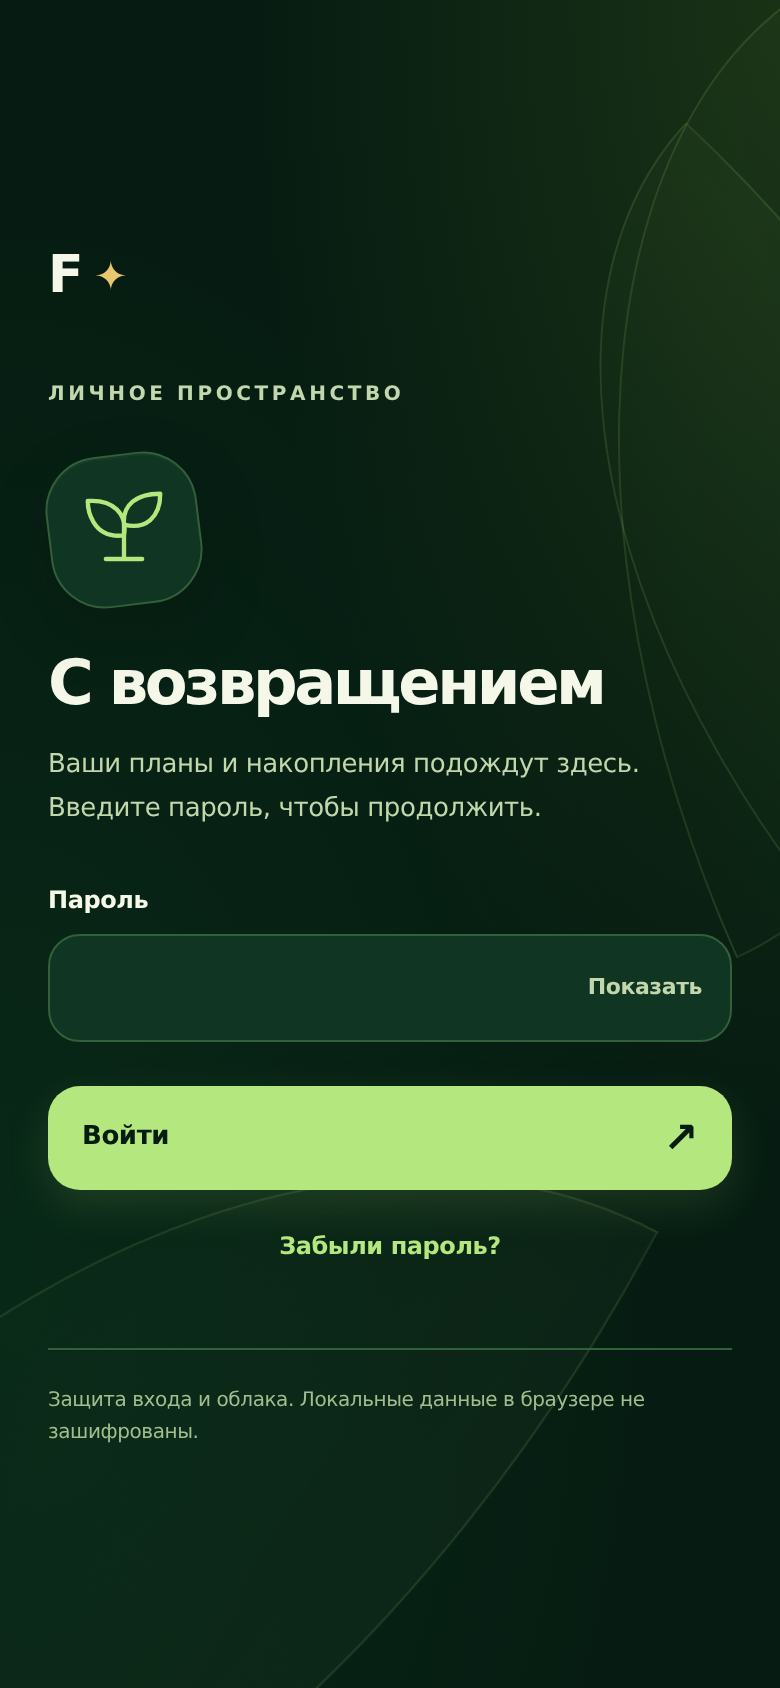 F ✦
ЛИЧНОЕ ПРОСТРАНСТВО
С возвращением
Ваши планы и накопления подождут здесь.
Введите пароль, чтобы продолжить.
Пароль
Показать
Войти ↗
Забыли пароль?
Защита входа и облака. Локальные данные в браузере не
зашифрованы.